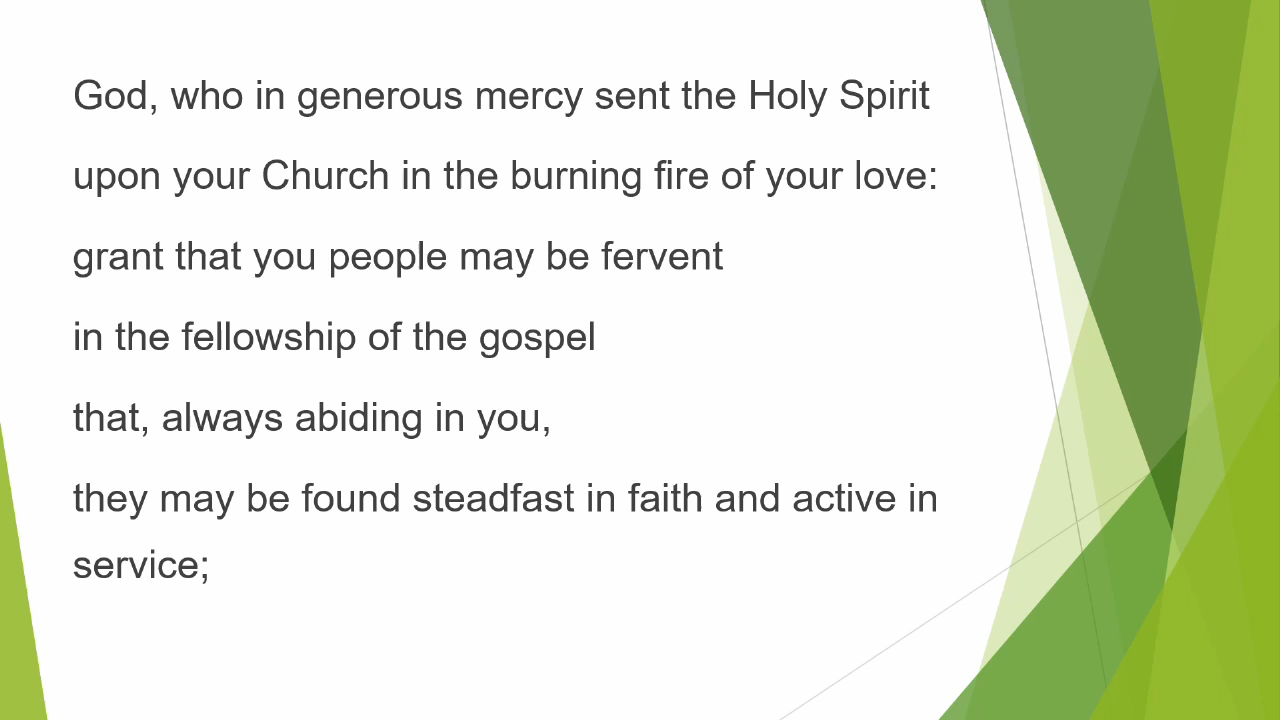 God, who in generous mercy sent the Holy Spirit
upon your Church in the burning fire of your love:
grant that you people may be fervent
in the fellowship of the gospel
that, always abiding in you,
they may be found steadfast in faith and active in
service;